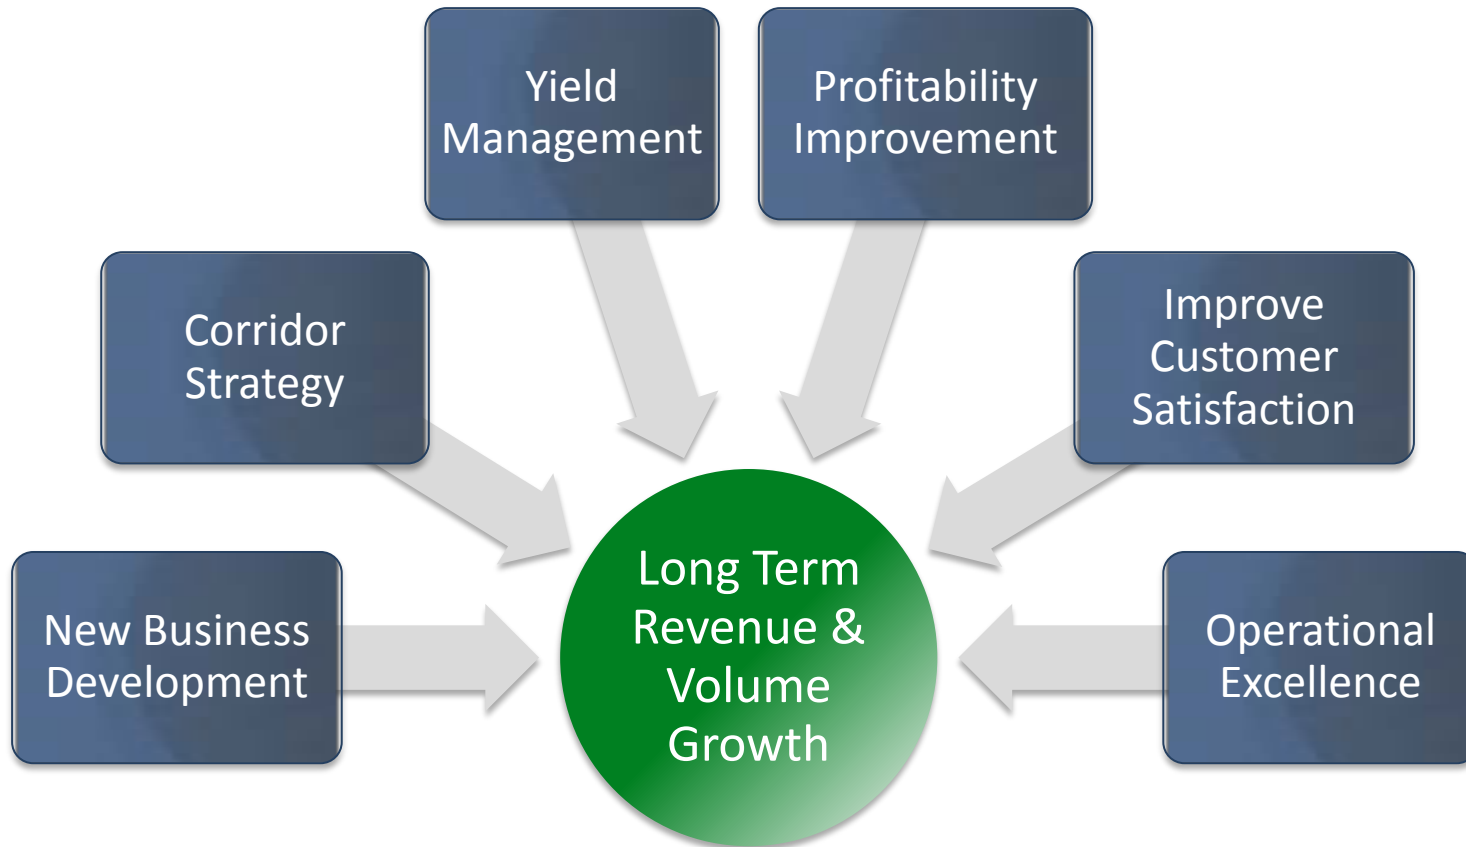 Yield
Management
Profitability
Improvement
Corridor
Strategy
Improve
Customer
Satisfaction
New Business
Development
Long Term
Revenue &
Volume
Growth
Operational
Excellence